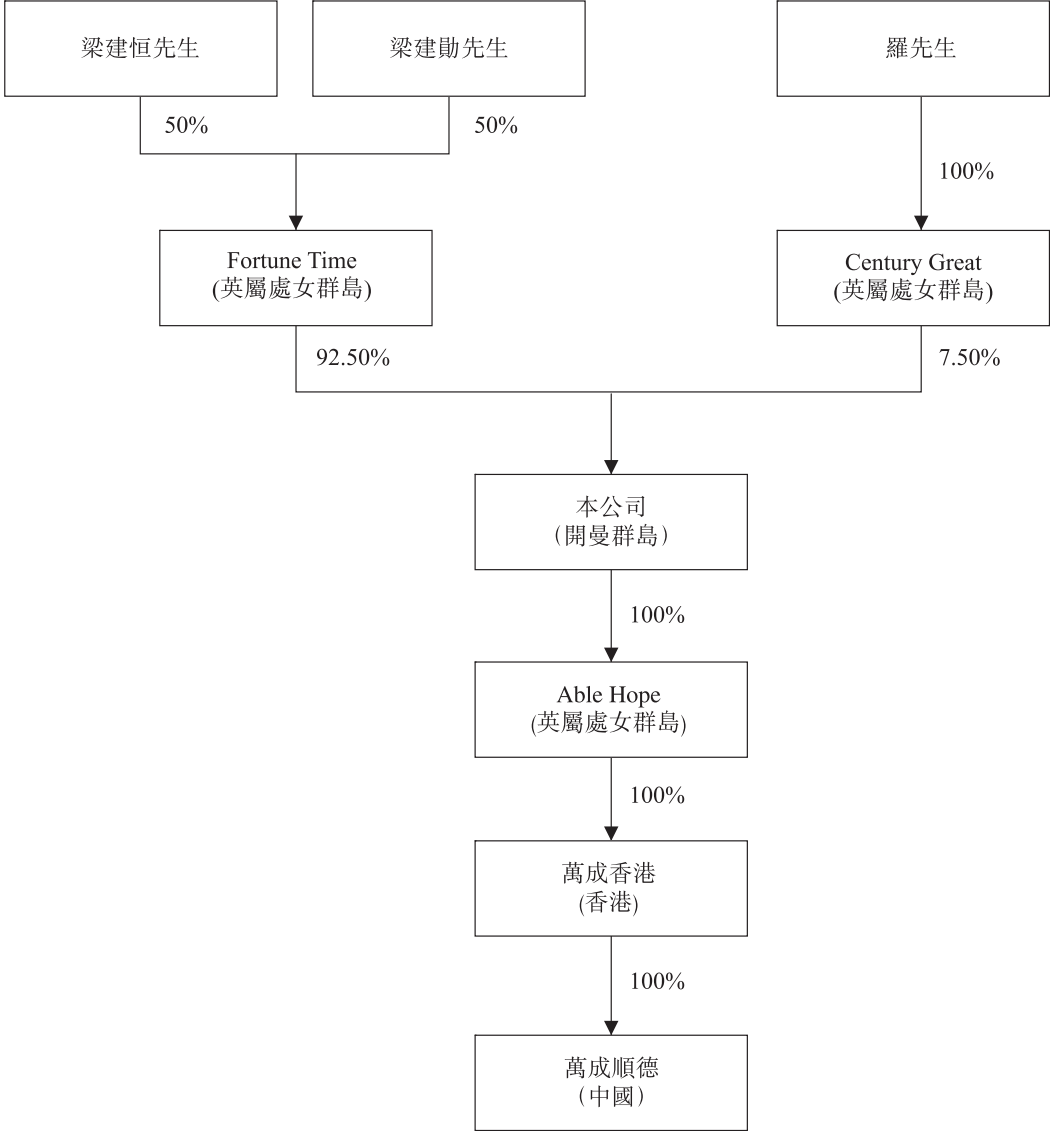 梁建恒先生
梁建勛先生
羅先生
50%
50%
100%
Fortune Time
(英屬處女群島)
Century Great
(英屬處女群島)
92.50%
7.50%
本公司
（開曼群島）
100%
Able Hope
(英屬處女群島)
100%
萬成香港
(香港)
100%
萬成順德
（中國）